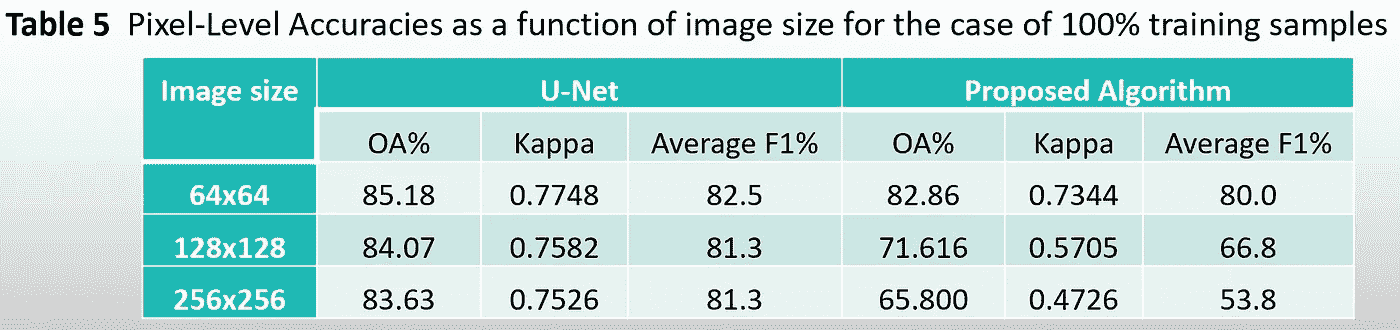 Table 5 Pixel-Level Accuracies as a function of image size for the case of 100% training samples
Image size U-Net Proposed Algorithm
OA% Kappa Average F1% OA% Kappa Average F1%
64x64 85.18 0.7748 82.5 82.86 0.7344 80.0
128x128 84.07 0.7582 81.3 71.616 0.5705 66.8
256x256 83.63 0.7526 81.3 65.800 0.4726 53.8